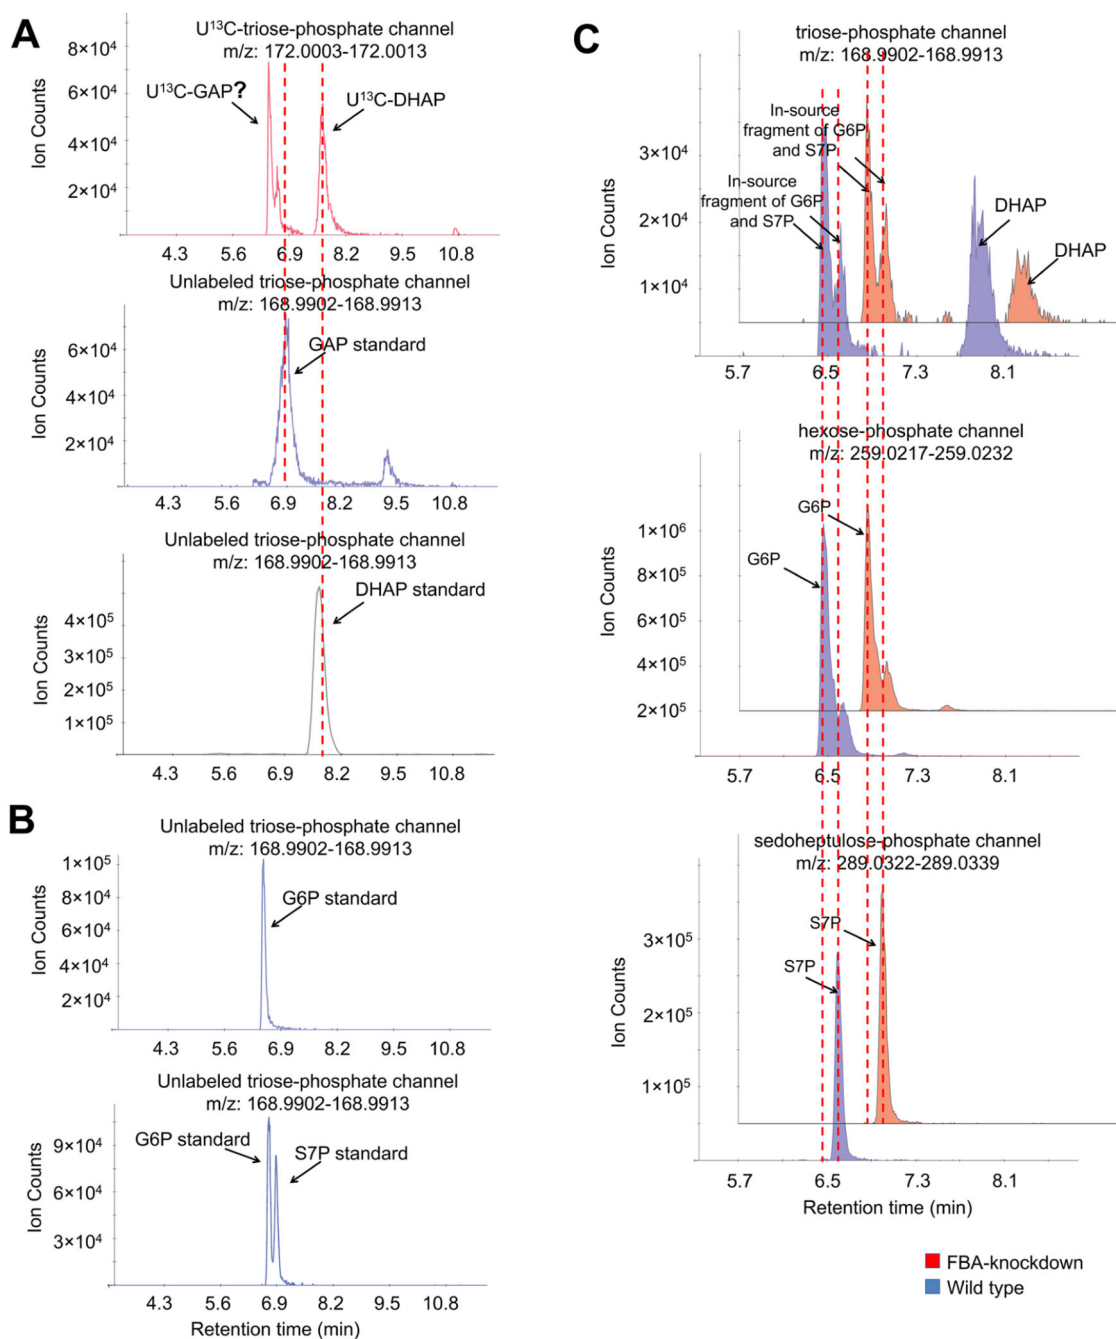 A
U¹³C-triose-phosphate channel
m/z: 172.0003-172.0013
8×10⁴
6×10⁴
4×10⁴
2×10⁴
Ion Counts
U¹³C-GAP?
U¹³C-DHAP
4.3 5.6 6.9 8.2 9.5 10.8
Unlabeled triose-phosphate channel
m/z: 168.9902-168.9913
6×10⁴
4×10⁴
2×10⁴
Ion Counts
GAP standard
4.3 5.6 6.9 8.2 9.5 10.8
Unlabeled triose-phosphate channel
m/z: 168.9902-168.9913
4×10⁵
3×10⁵
2×10⁵
1×10⁵
Ion Counts
DHAP standard
4.3 5.6 6.9 8.2 9.5 10.8
B
Unlabeled triose-phosphate channel
m/z: 168.9902-168.9913
1×10⁵
8×10⁴
6×10⁴
4×10⁴
2×10⁴
Ion Counts
G6P standard
4.3 5.6 6.9 8.2 9.5 10.8
Unlabeled triose-phosphate channel
m/z: 168.9902-168.9913
9×10⁴
6×10⁴
3×10⁴
Ion Counts
G6P standard
S7P standard
4.3 5.6 6.9 8.2 9.5 10.8
Retention time (min)
C
triose-phosphate channel
m/z: 168.9902-168.9913
3×10⁴
2×10⁴
1×10⁴
Ion Counts
In-source
fragment of G6P
and S7P
In-source
fragment of G6P
and S7P
DHAP
DHAP
5.7 6.5 7.3 8.1
hexose-phosphate channel
m/z: 259.0217-259.0232
1×10⁶
8×10⁵
6×10⁵
4×10⁵
2×10⁵
Ion Counts
G6P
G6P
5.7 6.5 7.3 8.1
sedoheptulose-phosphate channel
m/z: 289.0322-289.0339
3×10⁵
2×10⁵
1×10⁵
Ion Counts
S7P
S7P
5.7 6.5 7.3 8.1
Retention time (min)
FBA-knockdown
Wild type